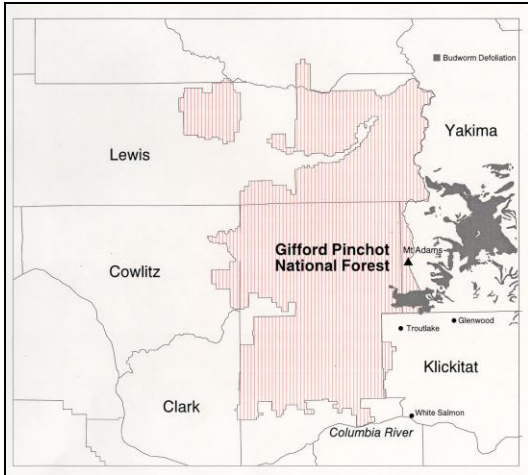 Budworm Defoliation
Yakima
Lewis
Gifford Pinchot
National Forest
Mt Adams
Cowlitz
Glenwood
Troutlake
Klickitat
Clark
White Salmon
Columbia River